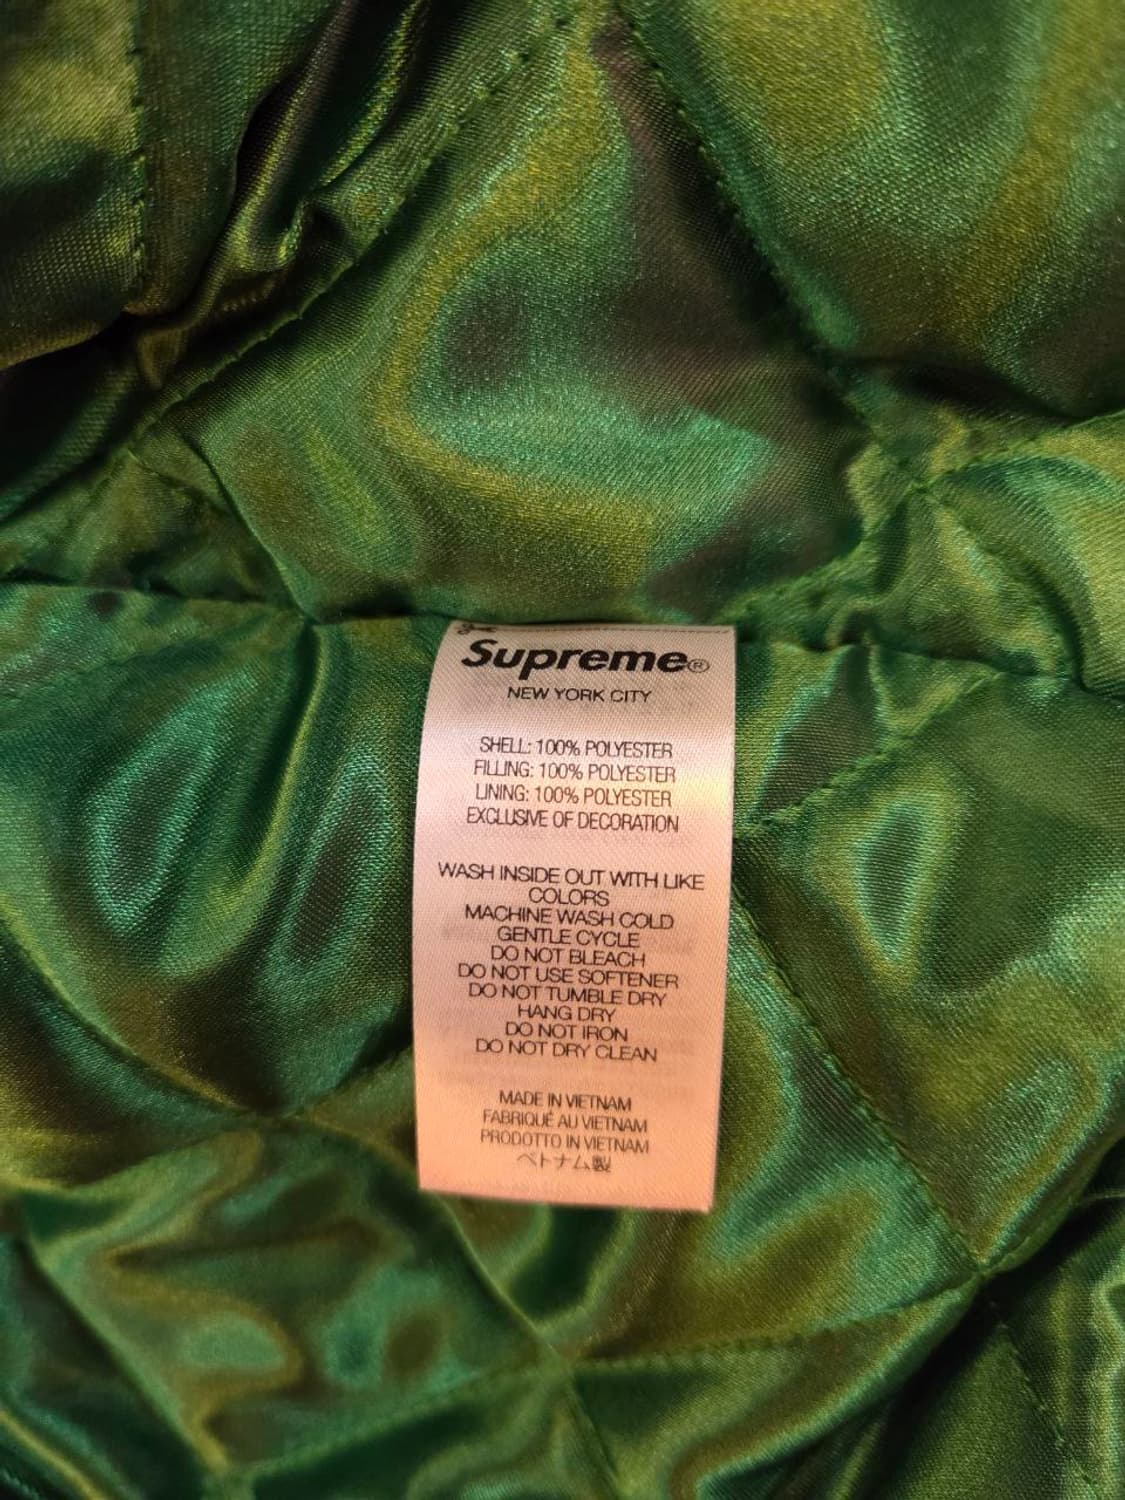 Supreme®
NEW YORK CITY
SHELL: 100% POLYESTER
FILLING: 100% POLYESTER
LINING: 100% POLYESTER
EXCLUSIVE OF DECORATION
WASH INSIDE OUT WITH LIKE
COLORS
MACHINE WASH COLD
GENTLE CYCLE
DO NOT BLEACH
DO NOT USE SOFTENER
DO NOT TUMBLE DRY
HANG DRY
DO NOT IRON
DO NOT DRY CLEAN
MADE IN VIETNAM
FABRIQUÉ AU VIETNAM
PRODOTTO IN VIETNAM
ベトナム製